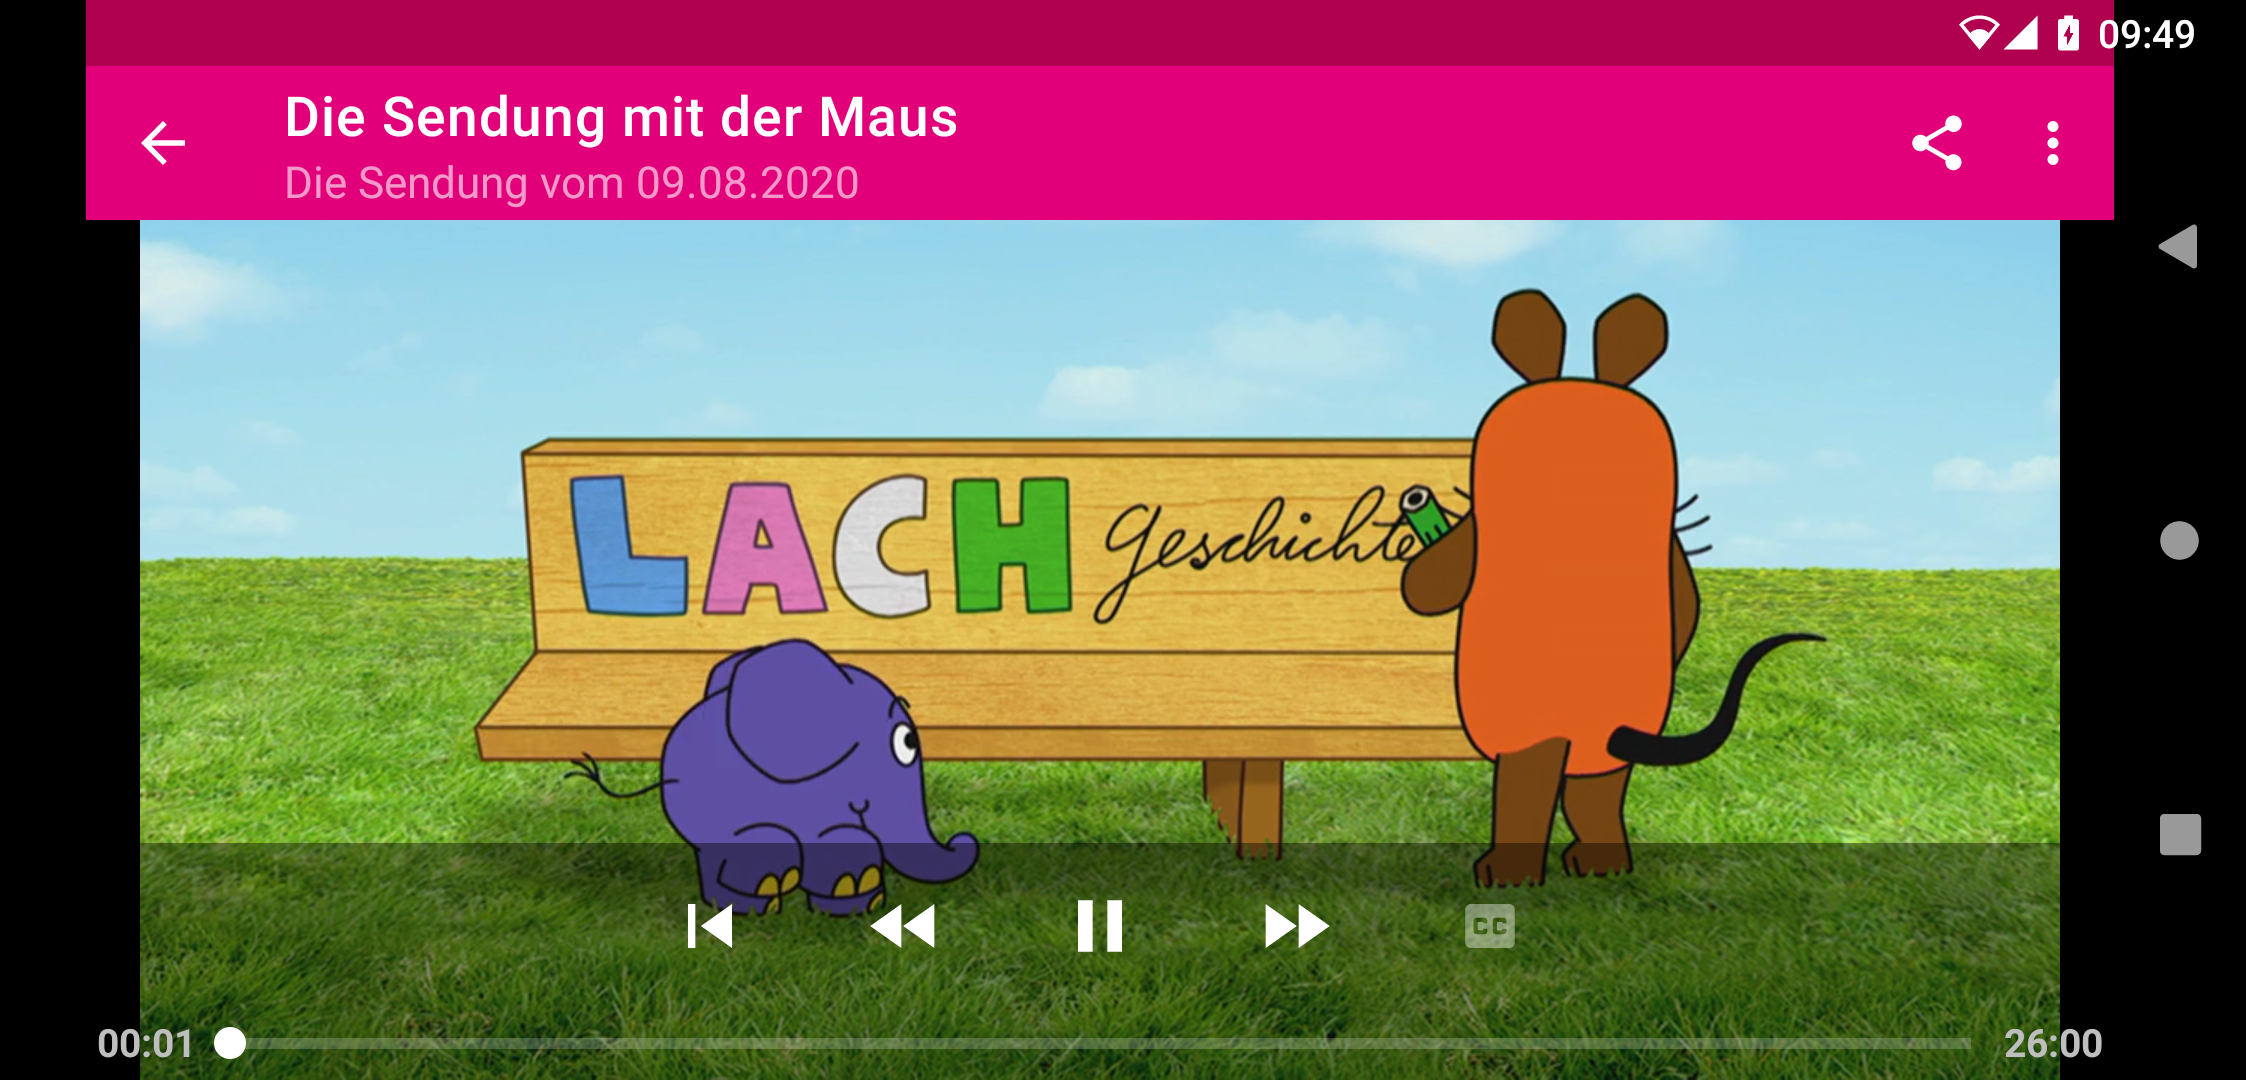 09:49
Die Sendung mit der Maus
Die Sendung vom 09.08.2020
LACH geschichte
CC
00:01
26:00